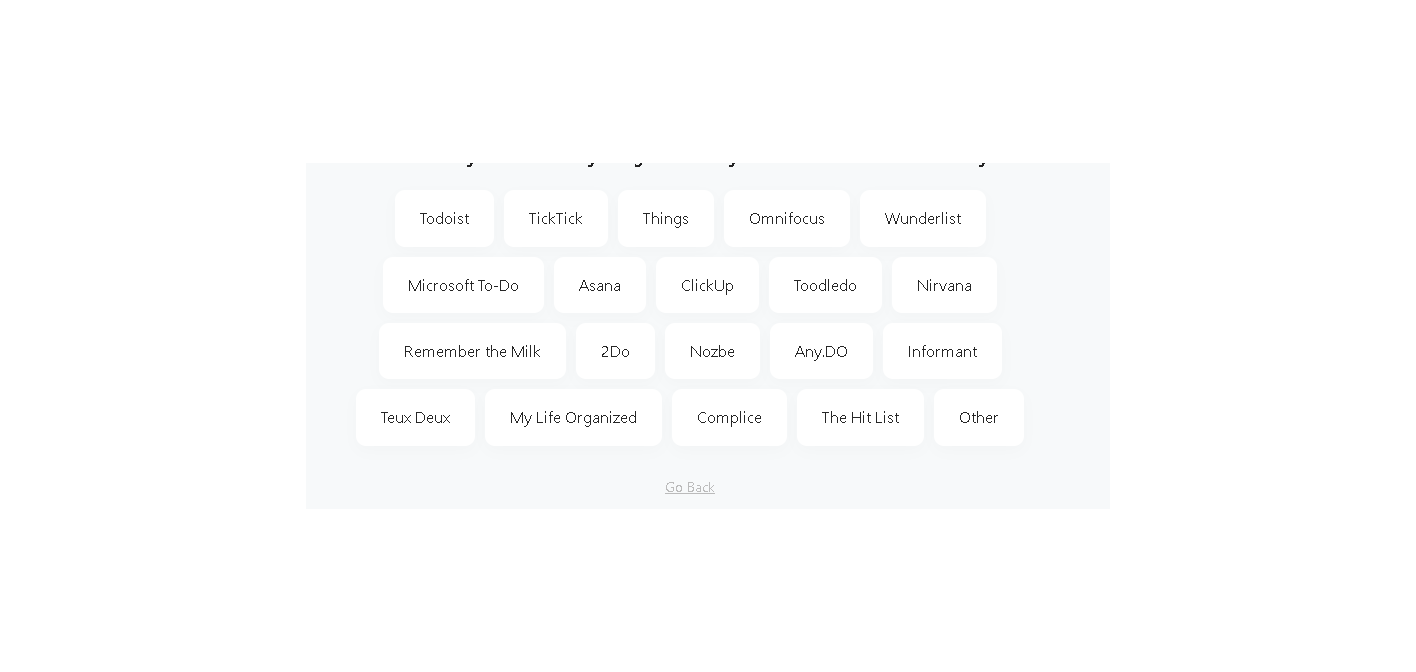 Todoist TickTick Things Omnifocus Wunderlist
Microsoft To-Do Asana ClickUp Toodledo Nirvana
Remember the Milk 2Do Nozbe Any.DO Informant
Teux Deux My Life Organized Complice The Hit List Other
Go Back